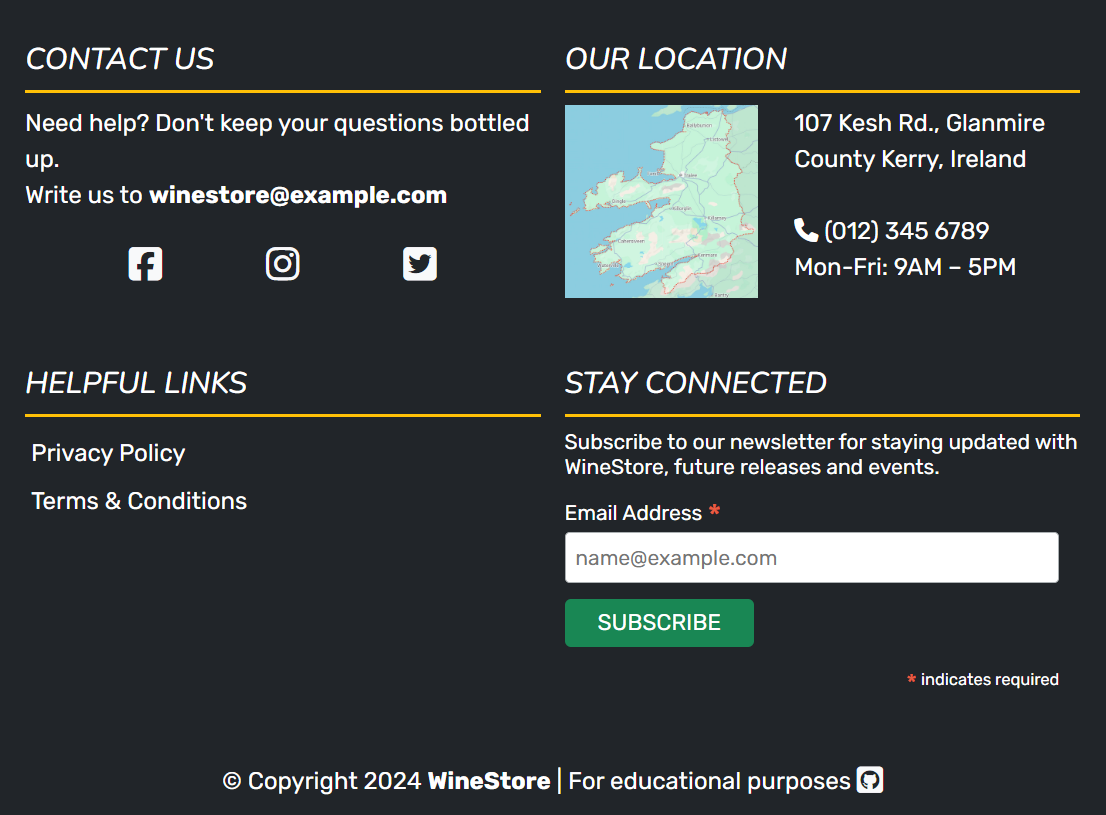 CONTACT US
Need help? Don't keep your questions bottled
up.
Write us to winestore@example.com
OUR LOCATION
107 Kesh Rd., Glanmire
County Kerry, Ireland
(012) 345 6789
Mon-Fri: 9AM – 5PM
HELPFUL LINKS
Privacy Policy
Terms & Conditions
STAY CONNECTED
Subscribe to our newsletter for staying updated with
WineStore, future releases and events.
Email Address *
name@example.com
SUBSCRIBE
* indicates required
© Copyright 2024 WineStore | For educational purposes